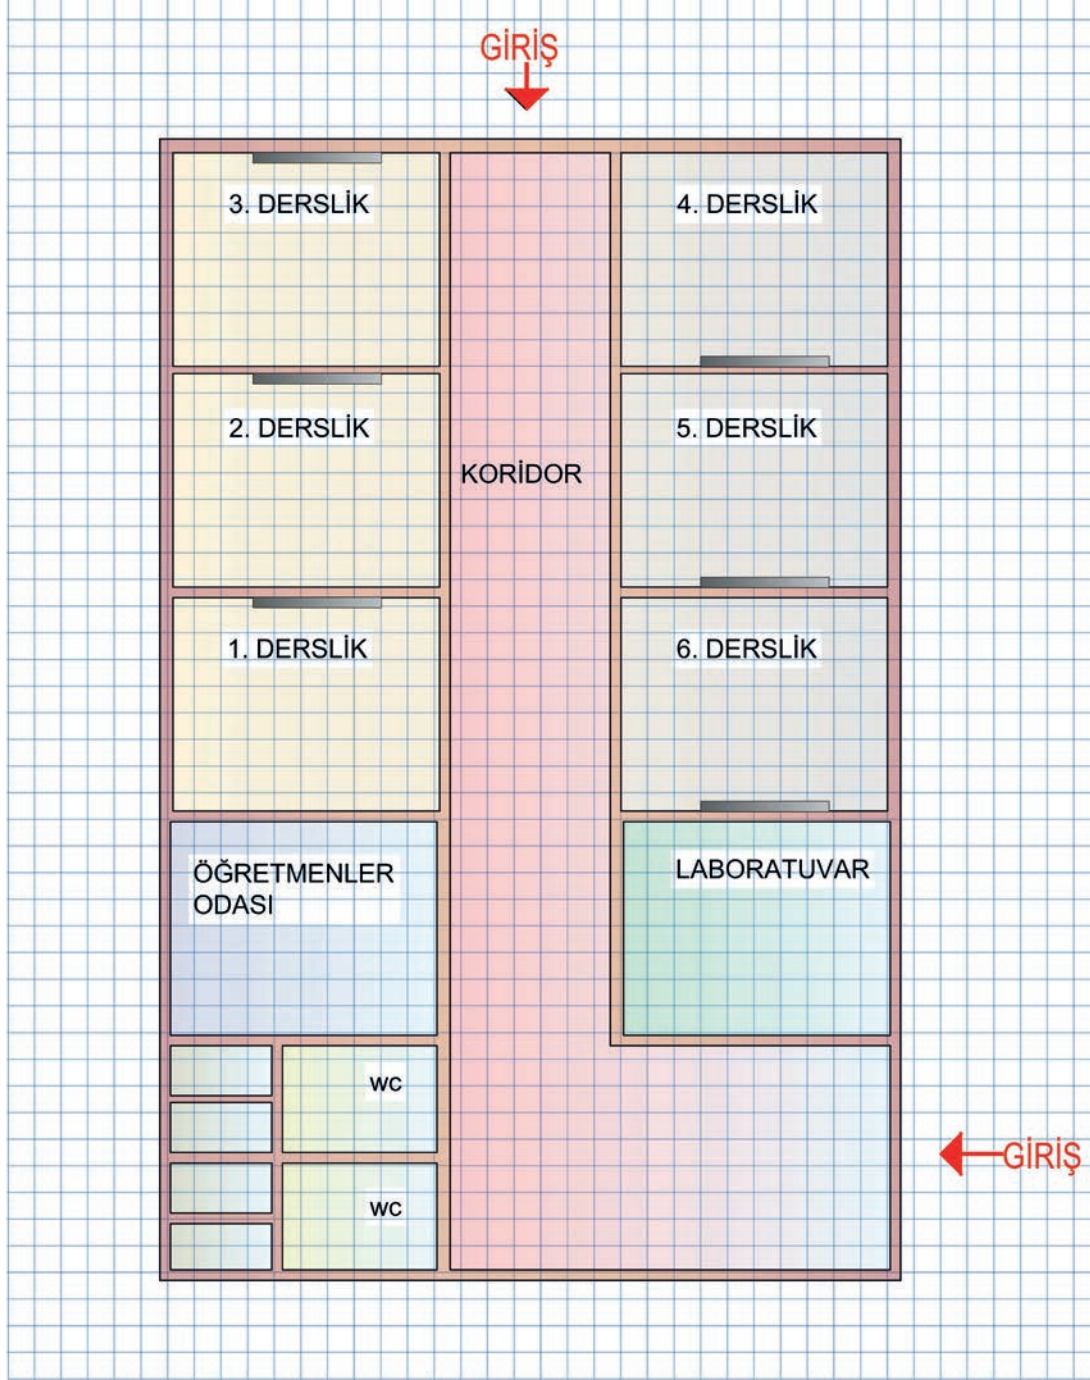 GİRİŞ
3. DERSLİK
4. DERSLİK
2. DERSLİK
5. DERSLİK
KORİDOR
1. DERSLİK
6. DERSLİK
ÖĞRETMENLER
ODASI
LABORATUVAR
WC
GİRİŞ
WC